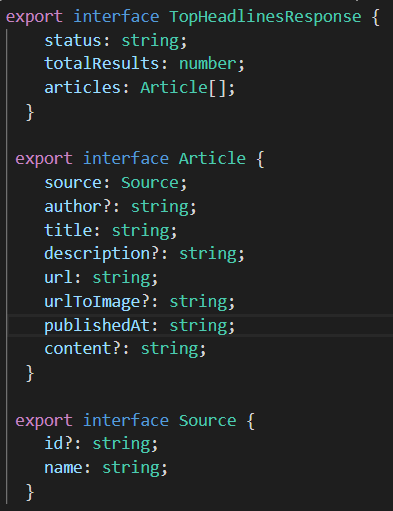 export interface TopHeadlinesResponse {
status: string;
totalResults: number;
articles: Article[];
}
export interface Article {
source: Source;
author?: string;
title: string;
description?: string;
url: string;
urlToImage?: string;
publishedAt: string;
content?: string;
}
export interface Source {
id?: string;
name: string;
}